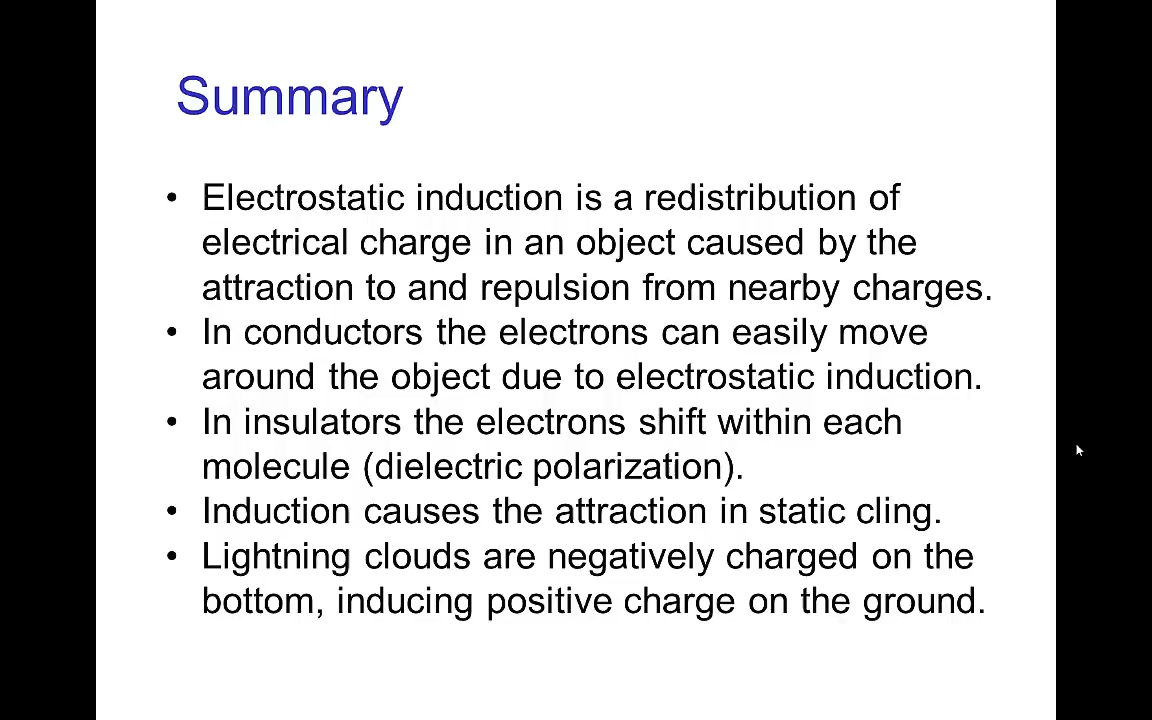 Summary
• Electrostatic induction is a redistribution of
electrical charge in an object caused by the
attraction to and repulsion from nearby charges.
• In conductors the electrons can easily move
around the object due to electrostatic induction.
• In insulators the electrons shift within each
molecule (dielectric polarization).
• Induction causes the attraction in static cling.
• Lightning clouds are negatively charged on the
bottom, inducing positive charge on the ground.